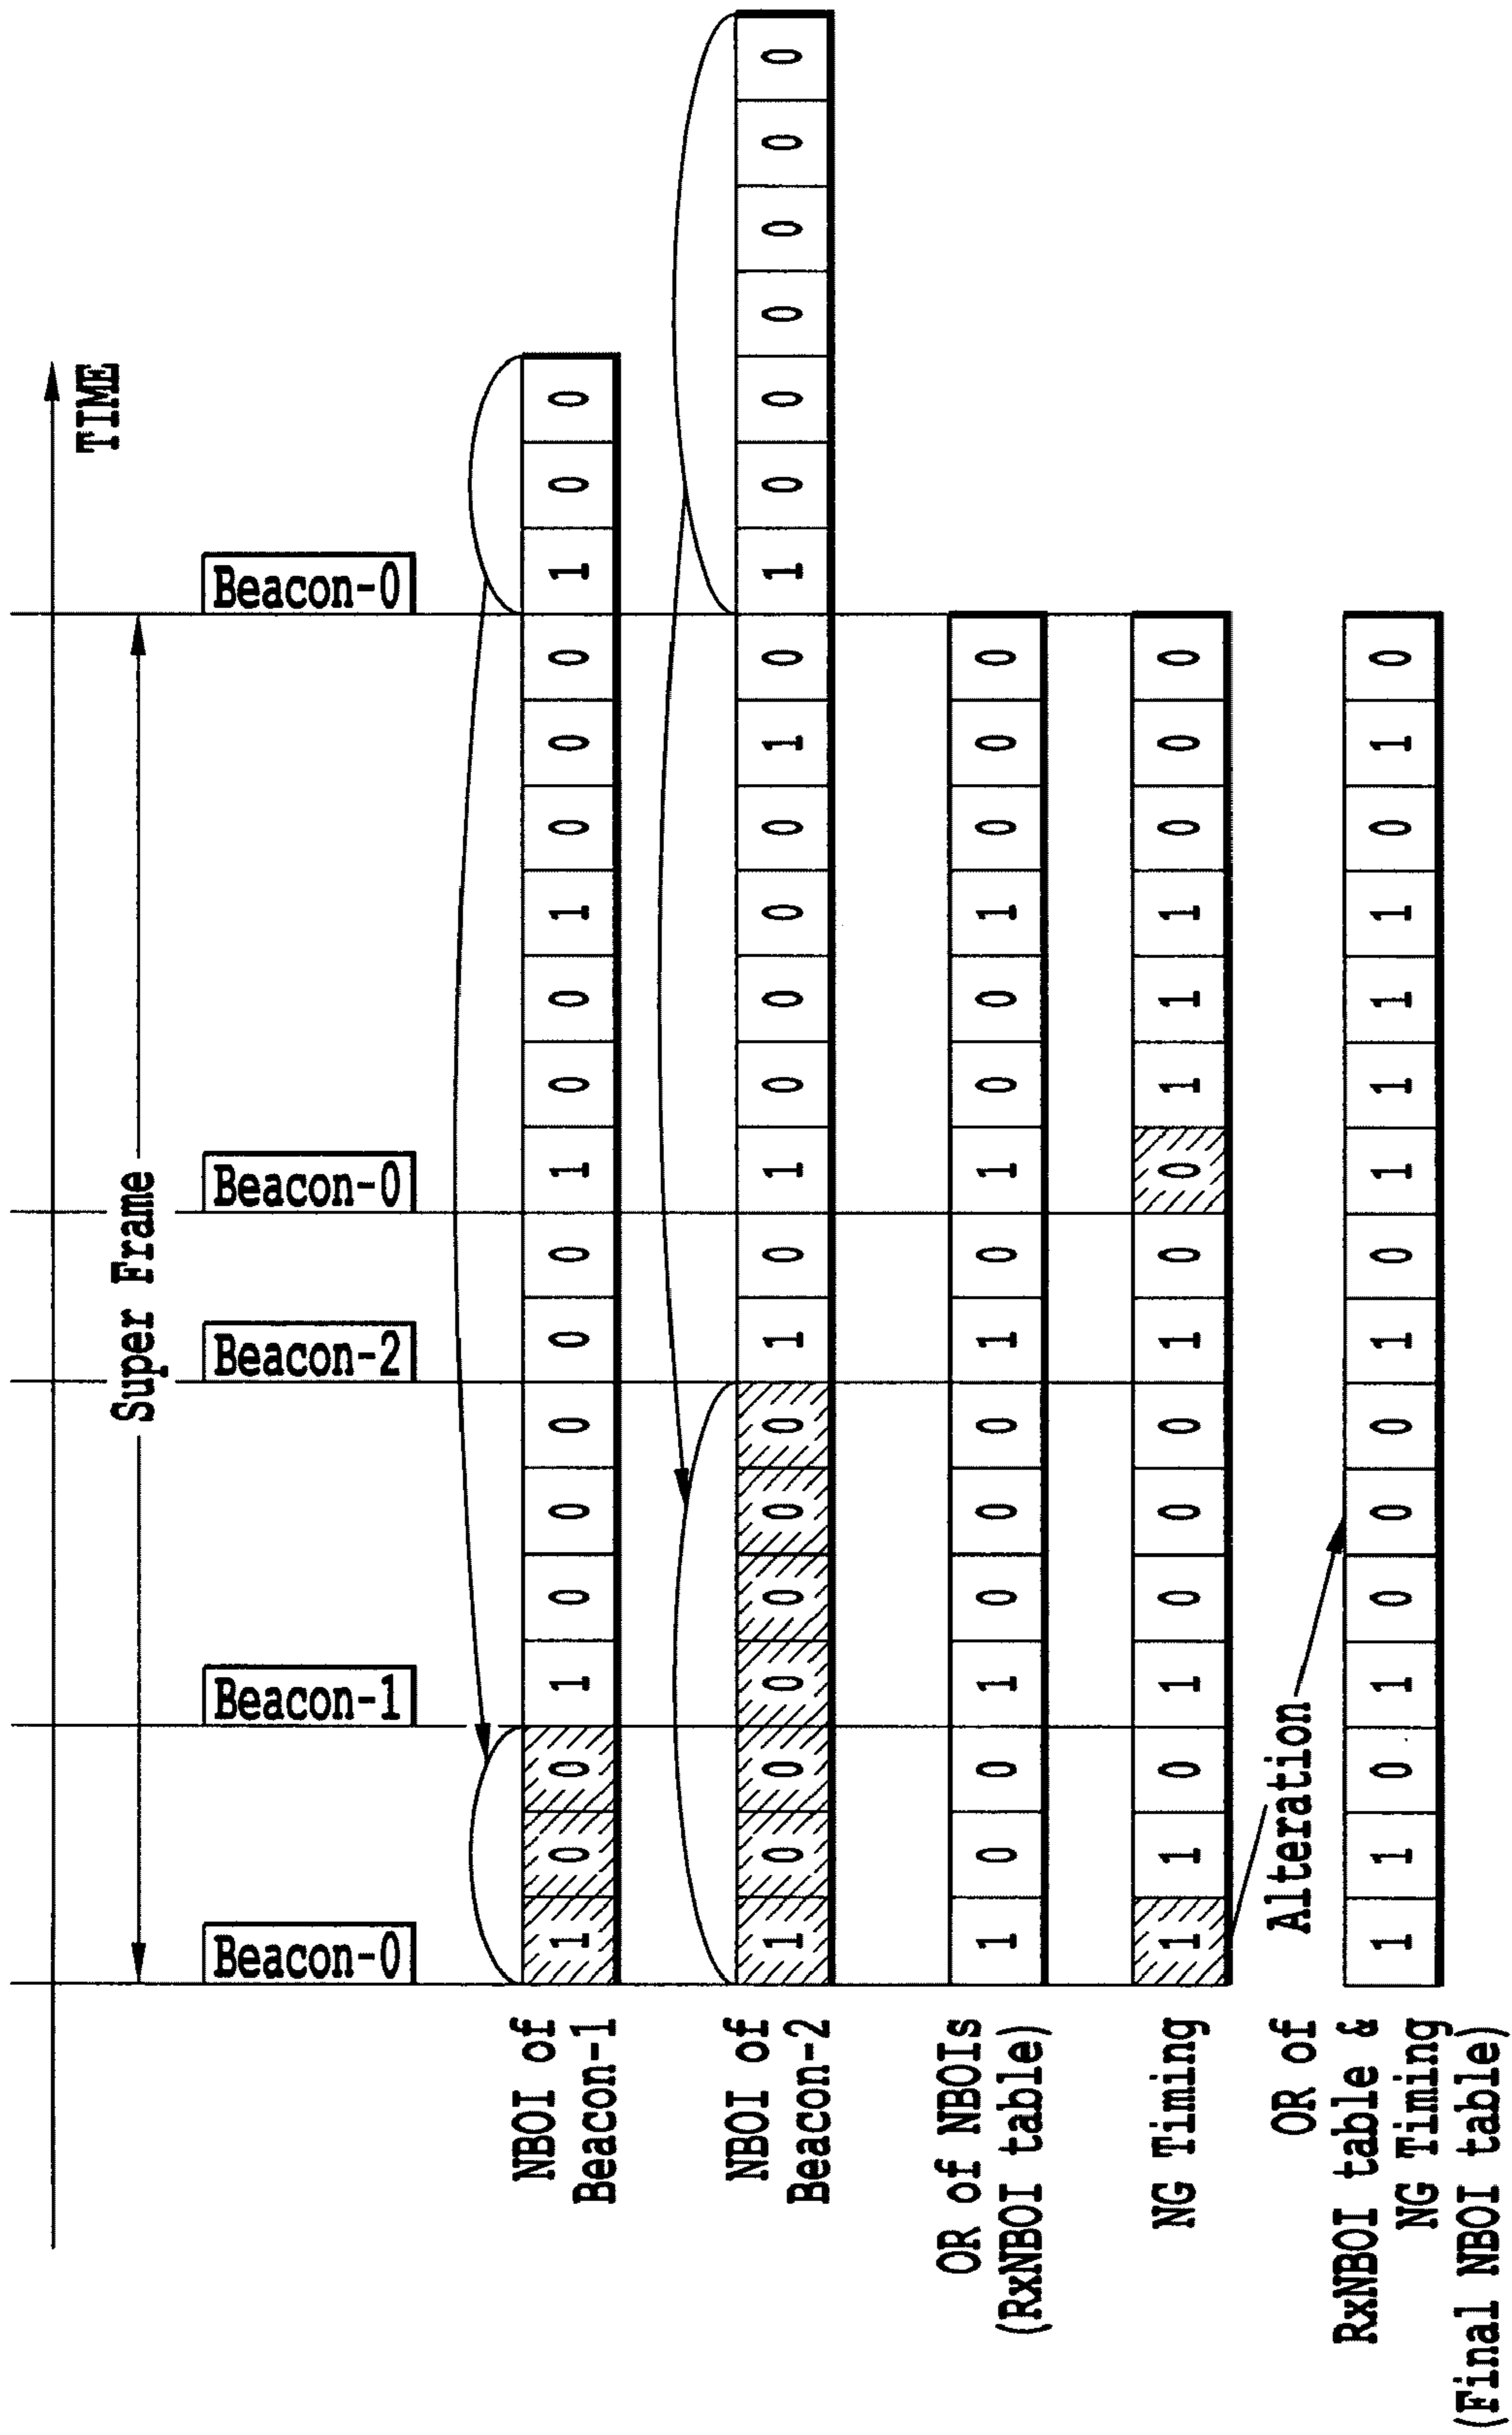 TIME
Super Frame
Beacon-0 Beacon-1 Beacon-2 Beacon-0 Beacon-0
NBOI of
Beacon-1
1 0 0 1 0 0 0 0 0 1 0 0 1 0 0 0 1 0 0
NBOI of
Beacon-2
1 0 0 0 0 0 0 1 0 1 0 0 0 0 1 0 1 0 0 0 0 0 0
OR of NBOIs
(RxNBOI table)
1 0 0 1 0 0 0 1 0 1 0 0 1 0 0 0
NG Timing
1 1 0 1 0 0 0 1 0 0 1 1 1 0 0 0
Alteration
OR of
RxNBOI table &
NG Timing
(Final NBOI table)
1 1 0 1 0 0 0 1 0 1 1 1 1 0 1 0